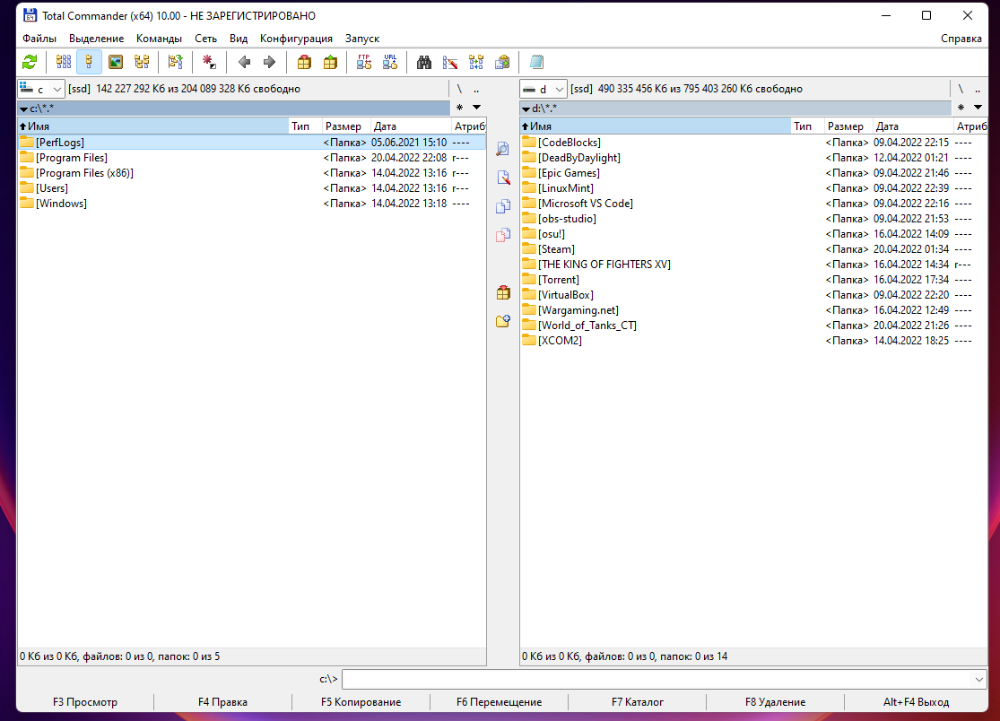 Total Commander (x64) 10.00 - НЕ ЗАРЕГИСТРИРОВАНО
Файлы Выделение Команды Сеть Вид Конфигурация Запуск Справка
FTP URL
c [ssd] 142 227 292 Кб из 204 089 328 Кб свободно \ ..
c:\*.* * 
Имя Тип Размер Дата Атриб
[PerfLogs] <Папка> 05.06.2021 15:10 ----
[Program Files] <Папка> 20.04.2022 22:08 r---
[Program Files (x86)] <Папка> 14.04.2022 13:16 r---
[Users] <Папка> 14.04.2022 13:16 r---
[Windows] <Папка> 14.04.2022 13:18 ----
0 Кб из 0 Кб, файлов: 0 из 0, папок: 0 из 5
d [ssd] 490 335 456 Кб из 795 403 260 Кб свободно \ ..
d:\*.* *
Имя Тип Размер Дата Атриб
[CodeBlocks] <Папка> 09.04.2022 22:15 ----
[DeadByDaylight] <Папка> 12.04.2022 01:21 ----
[Epic Games] <Папка> 09.04.2022 21:46 ----
[LinuxMint] <Папка> 09.04.2022 22:39 ----
[Microsoft VS Code] <Папка> 09.04.2022 22:16 ----
[obs-studio] <Папка> 09.04.2022 21:53 ----
[osu!] <Папка> 16.04.2022 14:09 ----
[Steam] <Папка> 20.04.2022 01:34 ----
[THE KING OF FIGHTERS XV] <Папка> 16.04.2022 14:34 r---
[Torrent] <Папка> 16.04.2022 17:34 ----
[VirtualBox] <Папка> 09.04.2022 22:20 ----
[Wargaming.net] <Папка> 16.04.2022 12:49 ----
[World_of_Tanks_CT] <Папка> 20.04.2022 21:26 ----
[XCOM2] <Папка> 14.04.2022 18:25 ----
0 Кб из 0 Кб, файлов: 0 из 0, папок: 0 из 14
c:\>
F3 Просмотр F4 Правка F5 Копирование F6 Перемещение F7 Каталог F8 Удаление Alt+F4 Выход